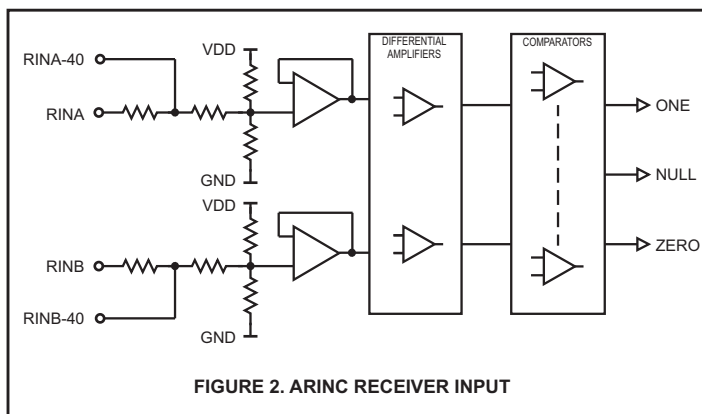 DIFFERENTIAL
AMPLIFIERS
COMPARATORS
VDD
RINA-40
RINA
GND
ONE
NULL
ZERO
VDD
RINB
RINB-40
GND
FIGURE 2. ARINC RECEIVER INPUT